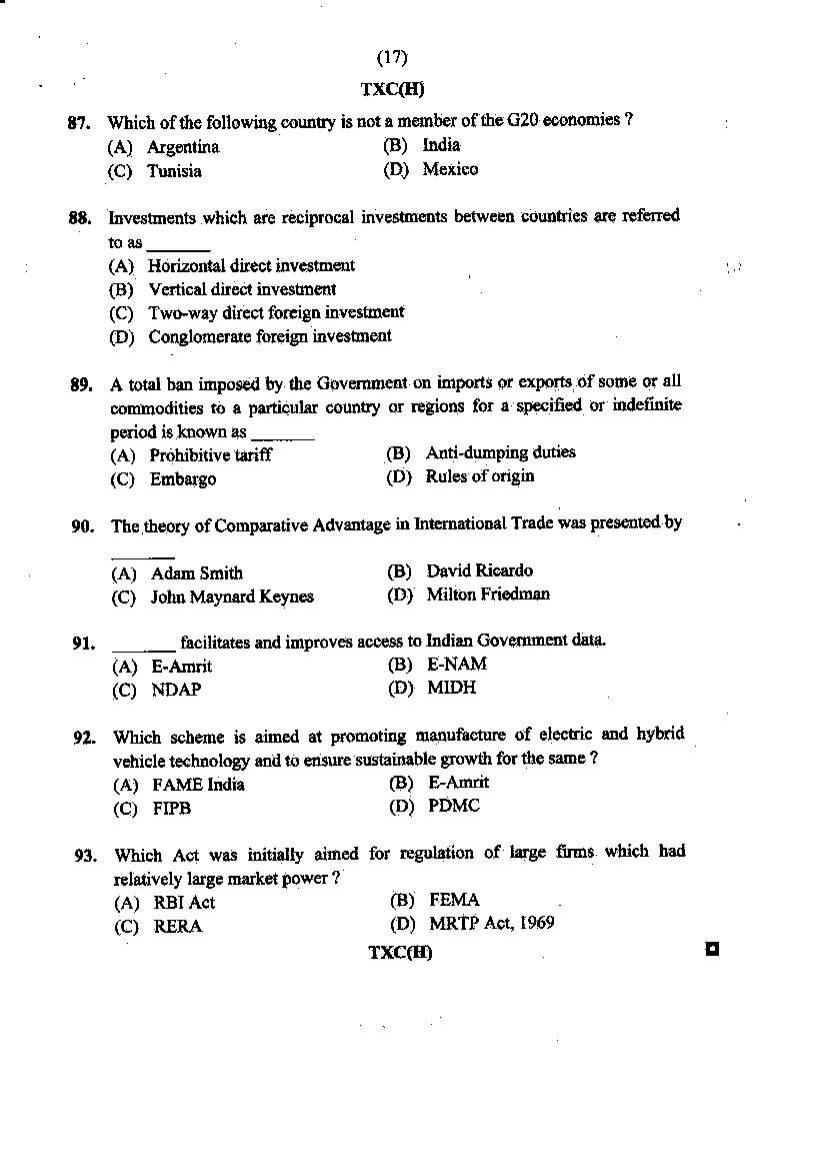 (17)
TXC(H)
87. Which of the following country is not a member of the G20 economies ?
(A) Argentina (B) India
(C) Tunisia (D) Mexico
88. Investments which are reciprocal investments between countries are referred
to as ______
(A) Horizontal direct investment
(B) Vertical direct investment
(C) Two-way direct foreign investment
(D) Conglomerate foreign investment
89. A total ban imposed by the Government on imports or exports of some or all
commodities to a particular country or regions for a specified or indefinite
period is known as ______
(A) Prohibitive tariff (B) Anti-dumping duties
(C) Embargo (D) Rules of origin
90. The theory of Comparative Advantage in International Trade was presented by
______
(A) Adam Smith (B) David Ricardo
(C) John Maynard Keynes (D) Milton Friedman
91. ______ facilitates and improves access to Indian Government data.
(A) E-Amrit (B) E-NAM
(C) NDAP (D) MIDH
92. Which scheme is aimed at promoting manufacture of electric and hybrid
vehicle technology and to ensure sustainable growth for the same ?
(A) FAME India (B) E-Amrit
(C) FIPB (D) PDMC
93. Which Act was initially aimed for regulation of large firms which had
relatively large market power ?
(A) RBI Act (B) FEMA
(C) RERA (D) MRTP Act, 1969
TXC(H)